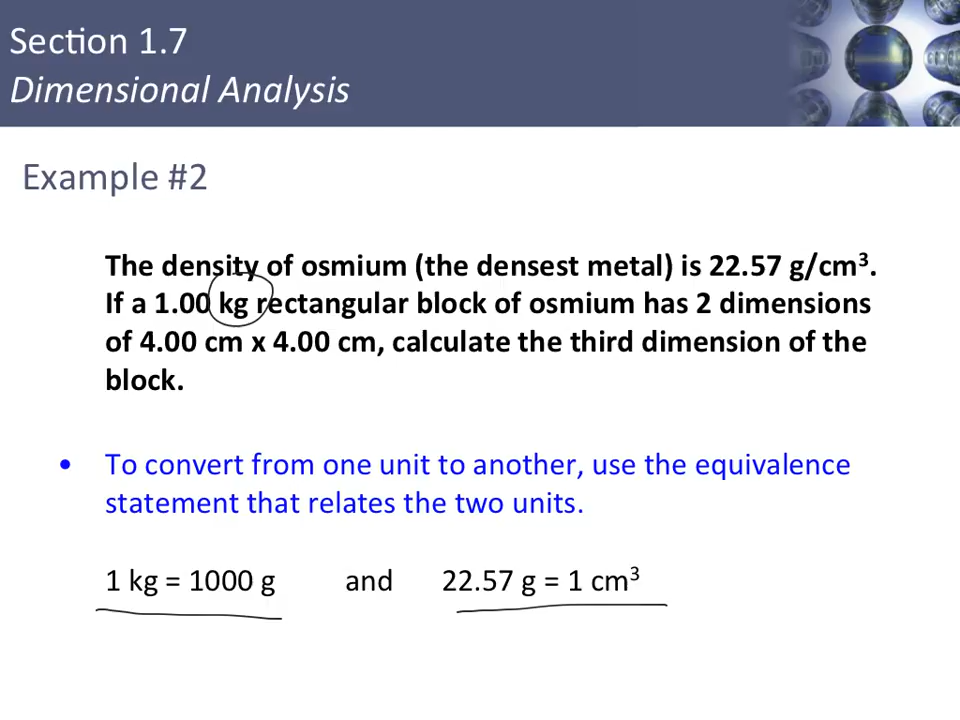 Section 1.7
Dimensional Analysis
Example #2
The density of osmium (the densest metal) is 22.57 g/cm³.
If a 1.00 kg rectangular block of osmium has 2 dimensions
of 4.00 cm x 4.00 cm, calculate the third dimension of the
block.
• To convert from one unit to another, use the equivalence
statement that relates the two units.
1 kg = 1000 g and 22.57 g = 1 cm³